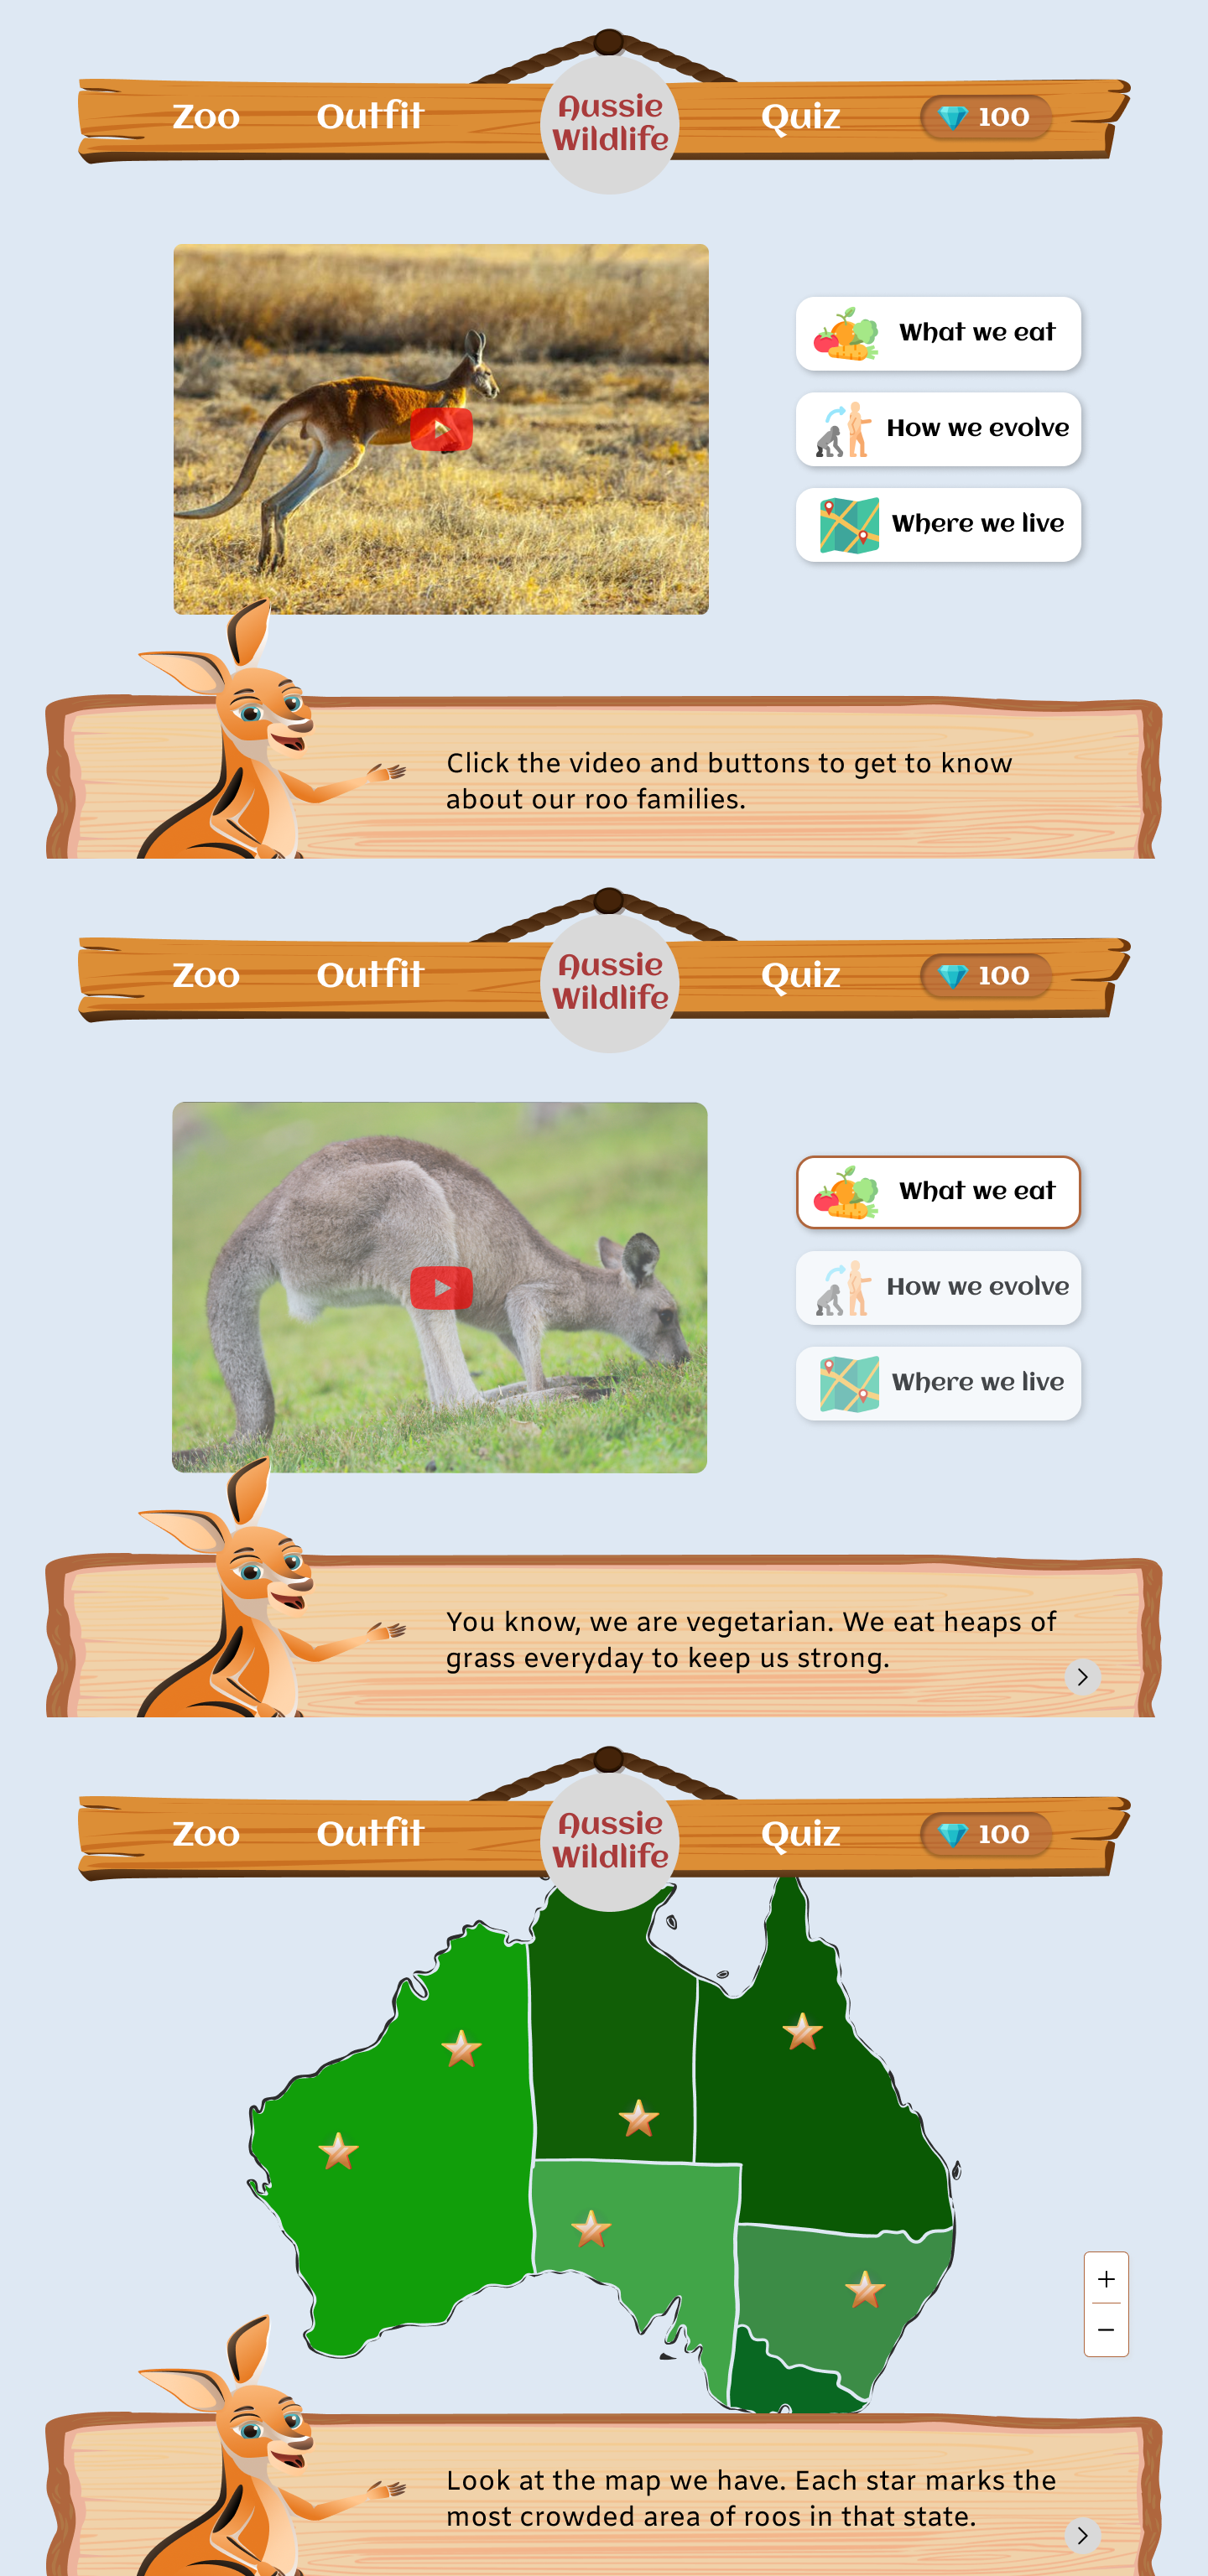 Zoo
Outfit
Aussie
Wildlife
Quiz
100
What we eat
How we evolve
Where we live
Click the video and buttons to get to know
about our roo families.
Zoo
Outfit
Aussie
Wildlife
Quiz
100
What we eat
How we evolve
Where we live
You know, we are vegetarian. We eat heaps of
grass everyday to keep us strong.
Zoo
Outfit
Aussie
Wildlife
Quiz
100
Look at the map we have. Each star marks the
most crowded area of roos in that state.